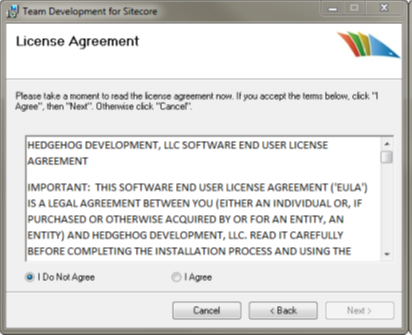 Team Development for Sitecore
License Agreement
Please take a moment to read the license agreement now. If you accept the terms below, click "I
Agree", then "Next". Otherwise click "Cancel".
HEDGEHOG DEVELOPMENT, LLC SOFTWARE END USER LICENSE
AGREEMENT
IMPORTANT:  THIS SOFTWARE END USER LICENSE AGREEMENT ('EULA')
IS A LEGAL AGREEMENT BETWEEN YOU (EITHER AN INDIVIDUAL OR, IF
PURCHASED OR OTHERWISE ACQUIRED BY OR FOR AN ENTITY, AN
ENTITY) AND HEDGEHOG DEVELOPMENT, LLC. READ IT CAREFULLY
BEFORE COMPLETING THE INSTALLATION PROCESS AND USING THE
I Do Not Agree
I Agree
Cancel
< Back
Next >